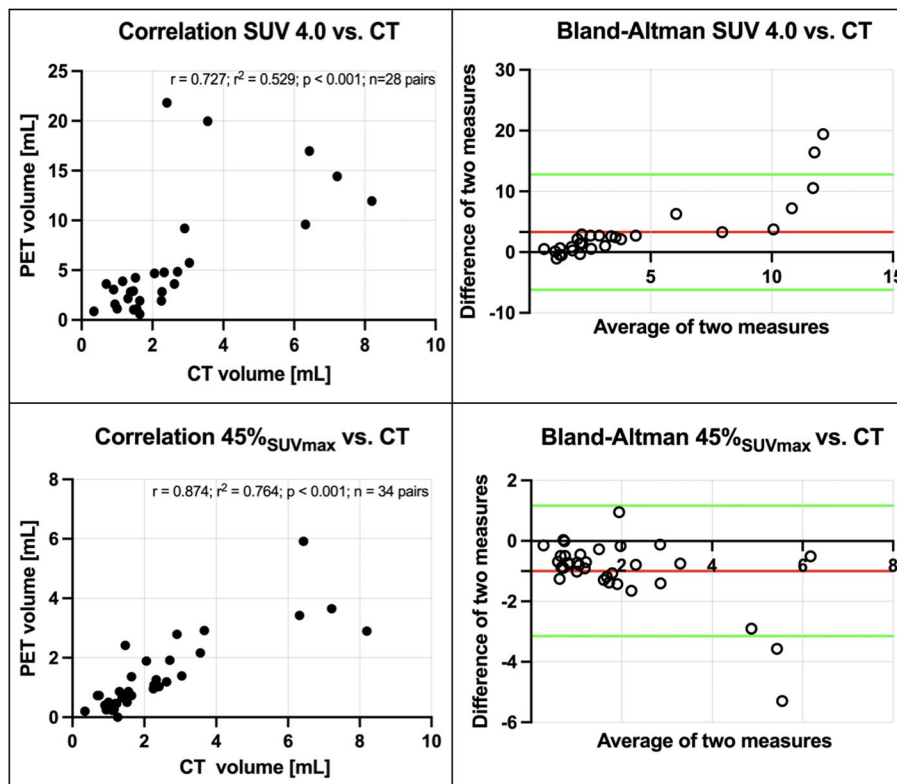 Correlation SUV 4.0 vs. CT
r = 0.727; r² = 0.529; p < 0.001; n=28 pairs
PET volume [mL]
25
20
15
10
5
0
0 2 4 6 8 10
CT volume [mL]
Bland-Altman SUV 4.0 vs. CT
Difference of two measures
30
20
10
0
-10
5 10 15
Average of two measures
Correlation 45%SUVmax vs. CT
r = 0.874; r² = 0.764; p < 0.001; n = 34 pairs
PET volume [mL]
8
6
4
2
0
0 2 4 6 8 10
CT volume [mL]
Bland-Altman 45%SUVmax vs. CT
Difference of two measures
2
0
-2
-4
-6
2 4 6 8
Average of two measures